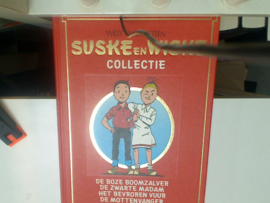 SUSKE EN WISKE
COLLECTIE
DE BOZE BOOMZALVER
DE ZWARTE MADAM
HET BEVROREN VUUR
DE MOTTENVANGER